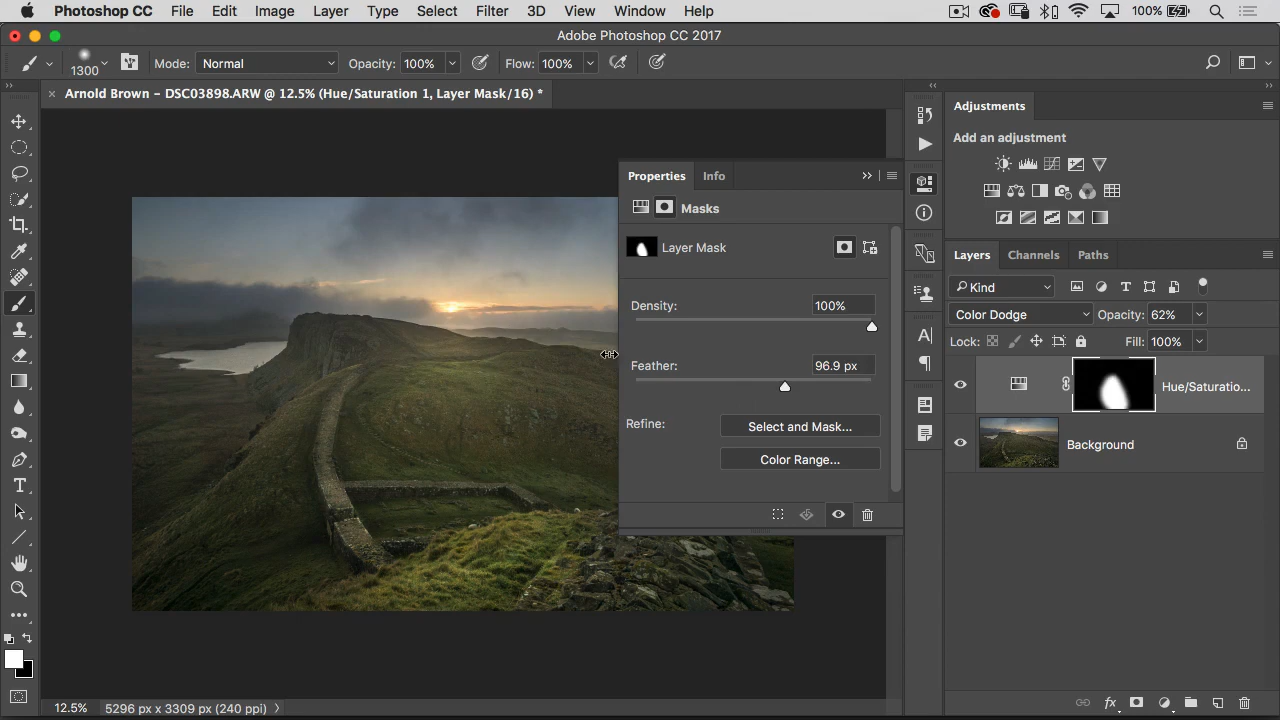 Photoshop CC File Edit Image Layer Type Select Filter 3D View Window Help 100%
Adobe Photoshop CC 2017
1300 Mode: Normal Opacity: 100% Flow: 100%
× Arnold Brown – DSC03898.ARW @ 12.5% (Hue/Saturation 1, Layer Mask/16) *
Adjustments
Add an adjustment
Properties Info
Masks
Layer Mask
Density: 100%
Feather: 96.9 px
Refine: Select and Mask...
Color Range...
Layers Channels Paths
Kind
Color Dodge Opacity: 62%
Lock: Fill: 100%
Hue/Saturatio...
Background
12.5% 5296 px x 3309 px (240 ppi)